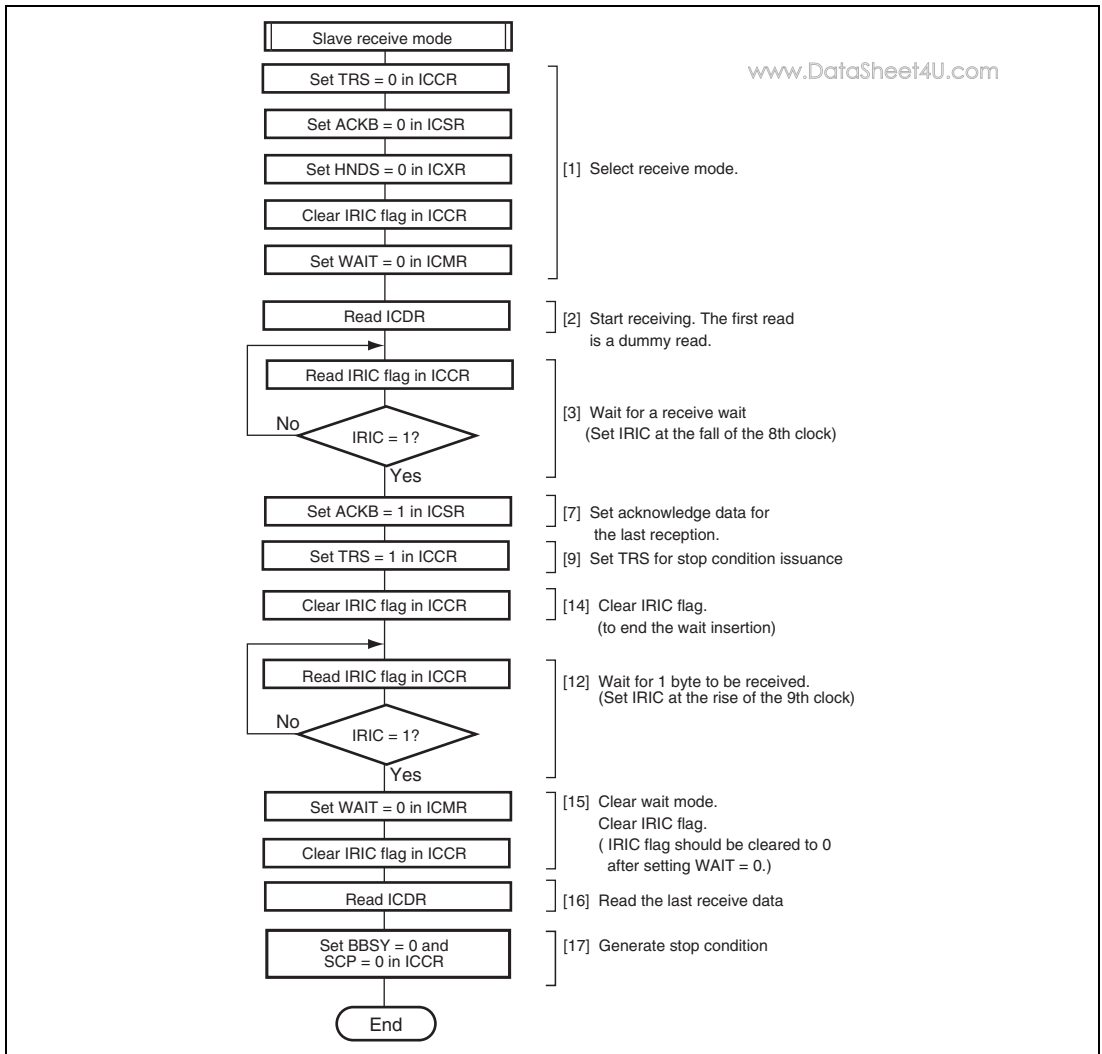 Slave receive mode
www.DataSheet4U.com
Set TRS = 0 in ICCR
Set ACKB = 0 in ICSR
Set HNDS = 0 in ICXR
[1] Select receive mode.
Clear IRIC flag in ICCR
Set WAIT = 0 in ICMR
Read ICDR
[2] Start receiving. The first read
is a dummy read.
Read IRIC flag in ICCR
[3] Wait for a receive wait
(Set IRIC at the fall of the 8th clock)
No
IRIC = 1?
Yes
Set ACKB = 1 in ICSR
[7] Set acknowledge data for
the last reception.
Set TRS = 1 in ICCR
[9] Set TRS for stop condition issuance
Clear IRIC flag in ICCR
[14] Clear IRIC flag.
(to end the wait insertion)
Read IRIC flag in ICCR
[12] Wait for 1 byte to be received.
(Set IRIC at the rise of the 9th clock)
No
IRIC = 1?
Yes
Set WAIT = 0 in ICMR
[15] Clear wait mode.
Clear IRIC flag.
( IRIC flag should be cleared to 0
after setting WAIT = 0.)
Clear IRIC flag in ICCR
Read ICDR
[16] Read the last receive data
Set BBSY = 0 and
SCP = 0 in ICCR
[17] Generate stop condition
End